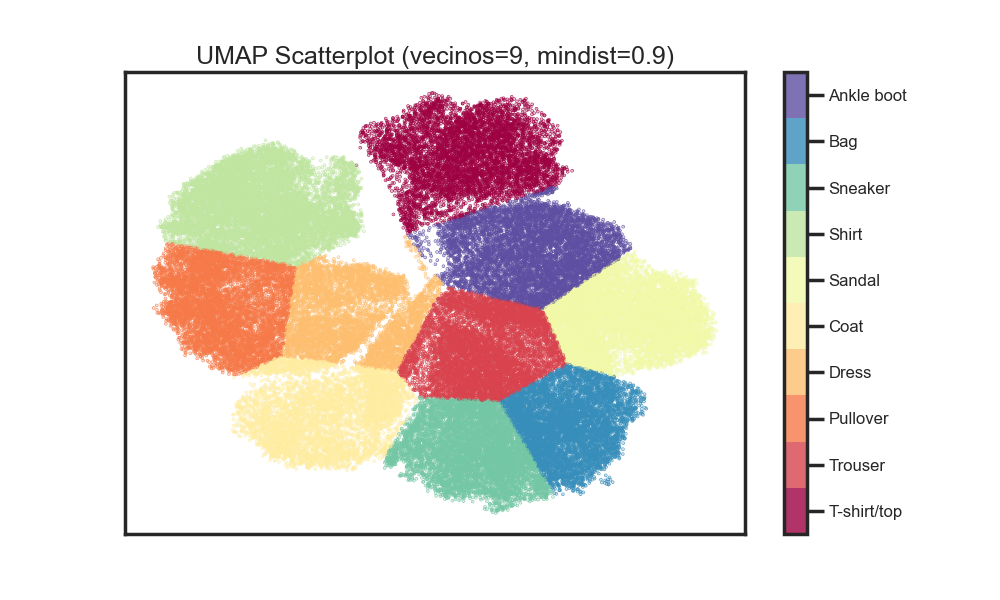 UMAP Scatterplot (vecinos=9, mindist=0.9)
Ankle boot
Bag
Sneaker
Shirt
Sandal
Coat
Dress
Pullover
Trouser
T-shirt/top